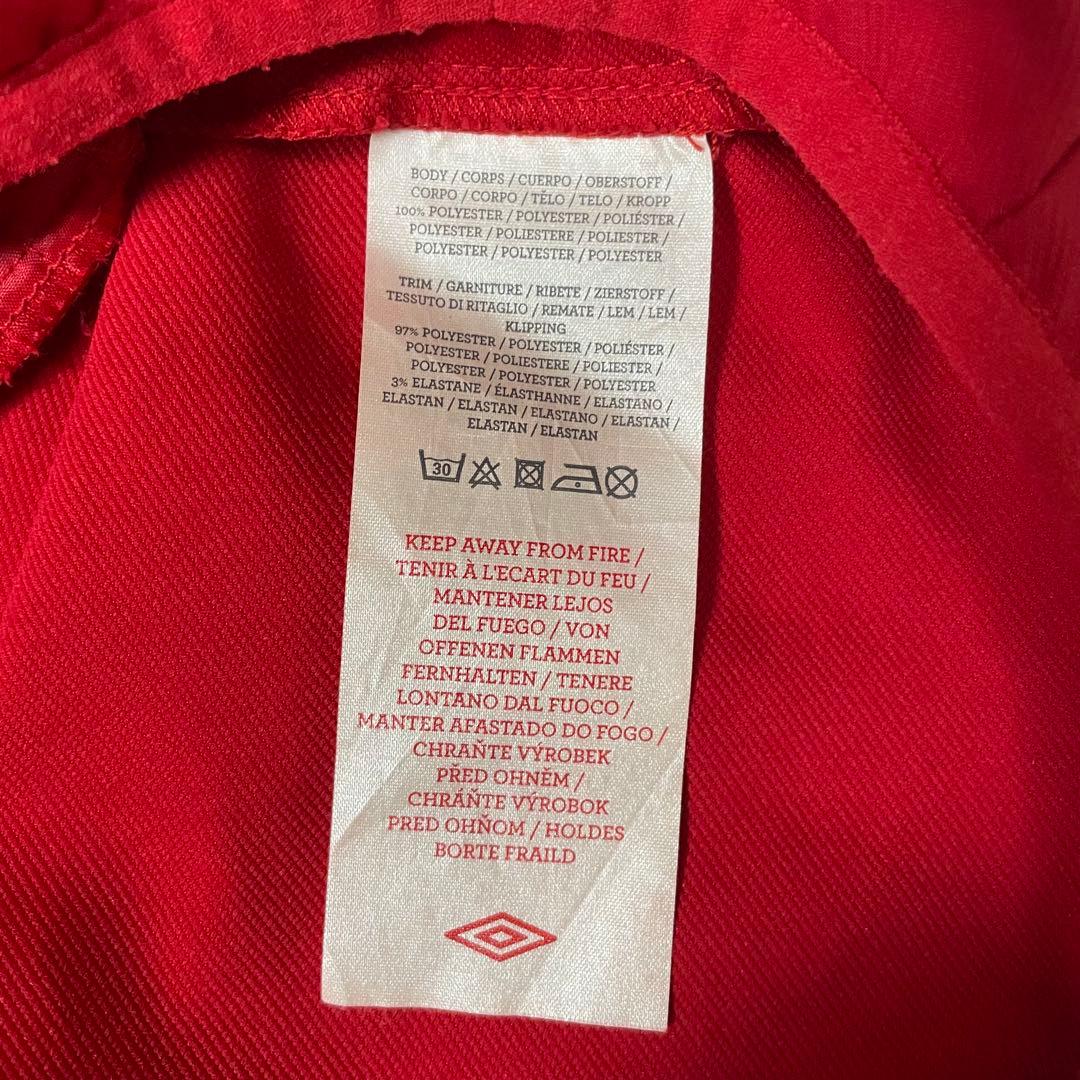 BODY / CORPS / CUERPO / OBERSTOFF /
CORPO / CORPO / TĚLO / TELO / KROPP
100% POLYESTER / POLYESTER / POLIÉSTER /
POLYESTER / POLIESTERE / POLIESTER /
POLYESTER / POLYESTER / POLYESTER
TRIM / GARNITURE / RIBETE / ZIERSTOFF /
TESSUTO DI RITAGLIO / REMATE / LEM / LEM /
KLIPPING
97% POLYESTER / POLYESTER / POLIÉSTER /
POLYESTER / POLIESTERE / POLIESTER /
POLYESTER / POLYESTER / POLYESTER
3% ELASTANE / ÉLASTHANNE / ELASTANO /
ELASTAN / ELASTAN / ELASTANO / ELASTAN /
ELASTAN / ELASTAN
30
KEEP AWAY FROM FIRE /
TENIR À L'ECART DU FEU /
MANTENER LEJOS
DEL FUEGO / VON
OFFENEN FLAMMEN
FERNHALTEN / TENERE
LONTANO DAL FUOCO /
MANTER AFASTADO DO FOGO /
CHRAŇTE VÝROBEK
PŘED OHNĚM /
CHRÁŇTE VÝROBOK
PRED OHŇOM / HOLDES
BORTE FRAILD